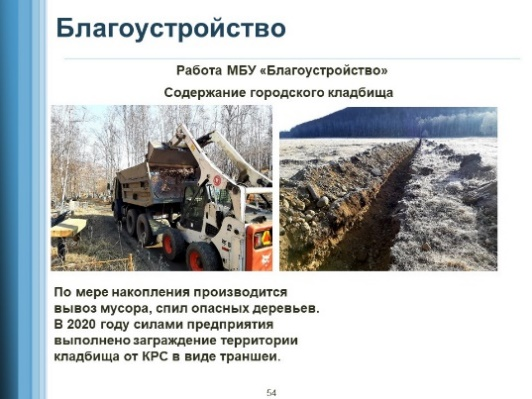 Благоустройство
Работа МБУ «Благоустройство»
Содержание городского кладбища
По мере накопления производится
вывоз мусора, спил опасных деревьев.
В 2020 году силами предприятия
выполнено заграждение территории
кладбища от КРС в виде траншеи.
54